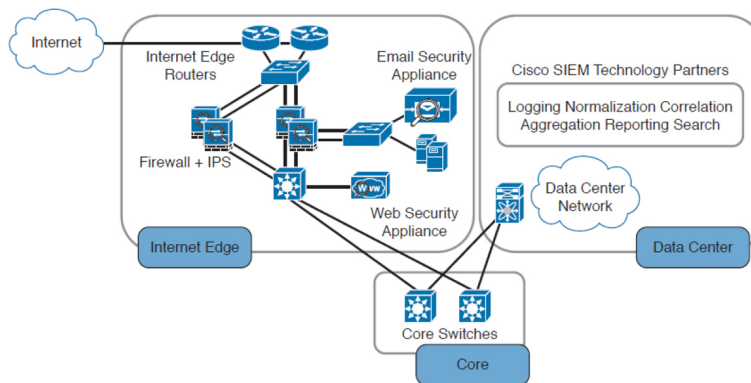 Internet
Internet Edge
Routers
Email Security
Appliance
Firewall + IPS
www
Web Security
Appliance
Internet Edge
Cisco SIEM Technology Partners
Logging Normalization Correlation
Aggregation Reporting Search
Data Center
Network
Data Center
Core Switches
Core